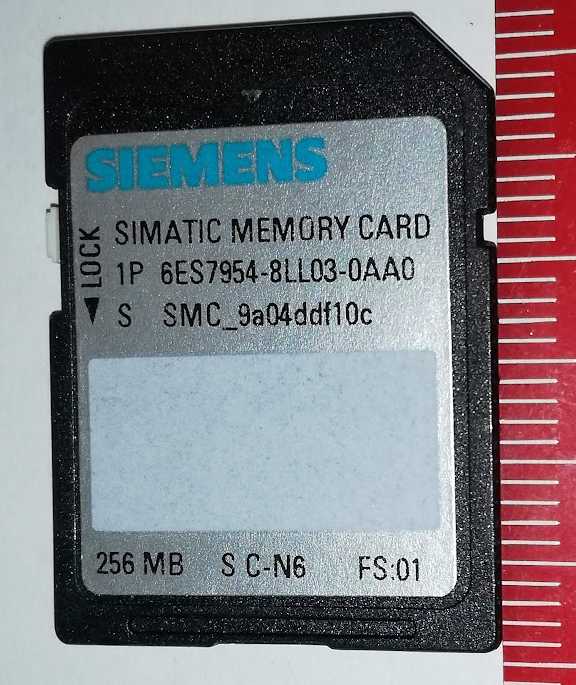 SIEMENS
◄LOCK
SIMATIC MEMORY CARD
1P 6ES7954-8LL03-0AA0
S SMC_9a04ddf10c
256 MB S C-N6 FS:01